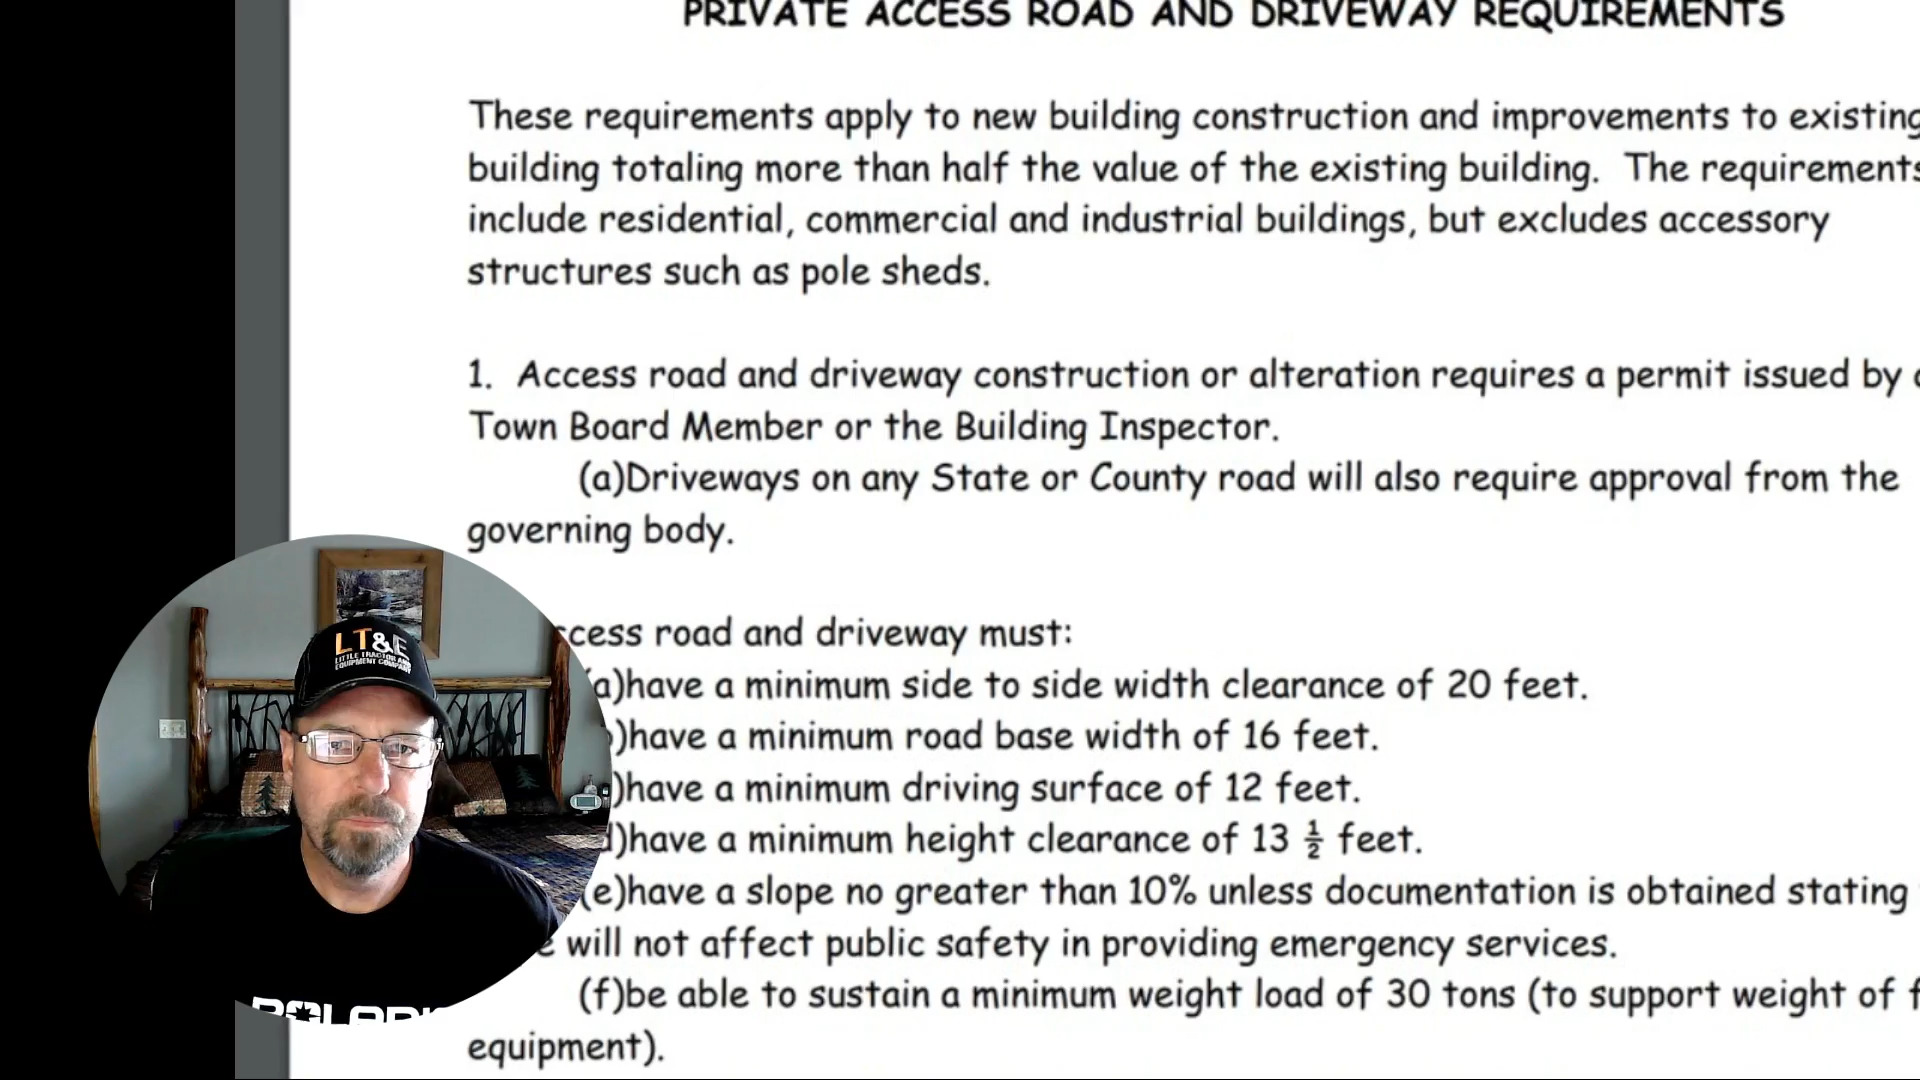 PRIVATE ACCESS ROAD AND DRIVEWAY REQUIREMENTS
These requirements apply to new building construction and improvements to existing
building totaling more than half the value of the existing building. The requirements
include residential, commercial and industrial buildings, but excludes accessory
structures such as pole sheds.
1. Access road and driveway construction or alteration requires a permit issued by
Town Board Member or the Building Inspector.
(a)Driveways on any State or County road will also require approval from the
governing body.
road and driveway must:
(a)have a minimum side to side width clearance of 20 feet.
)have a minimum road base width of 16 feet.
)have a minimum driving surface of 12 feet.
)have a minimum height clearance of 13 ½ feet.
(e)have a slope no greater than 10% unless documentation is obtained stating
will not affect public safety in providing emergency services.
(f)be able to sustain a minimum weight load of 30 tons (to support weight of
equipment).
LT&E
LITTLE TRACTOR AND
EQUIPMENT COMPANY